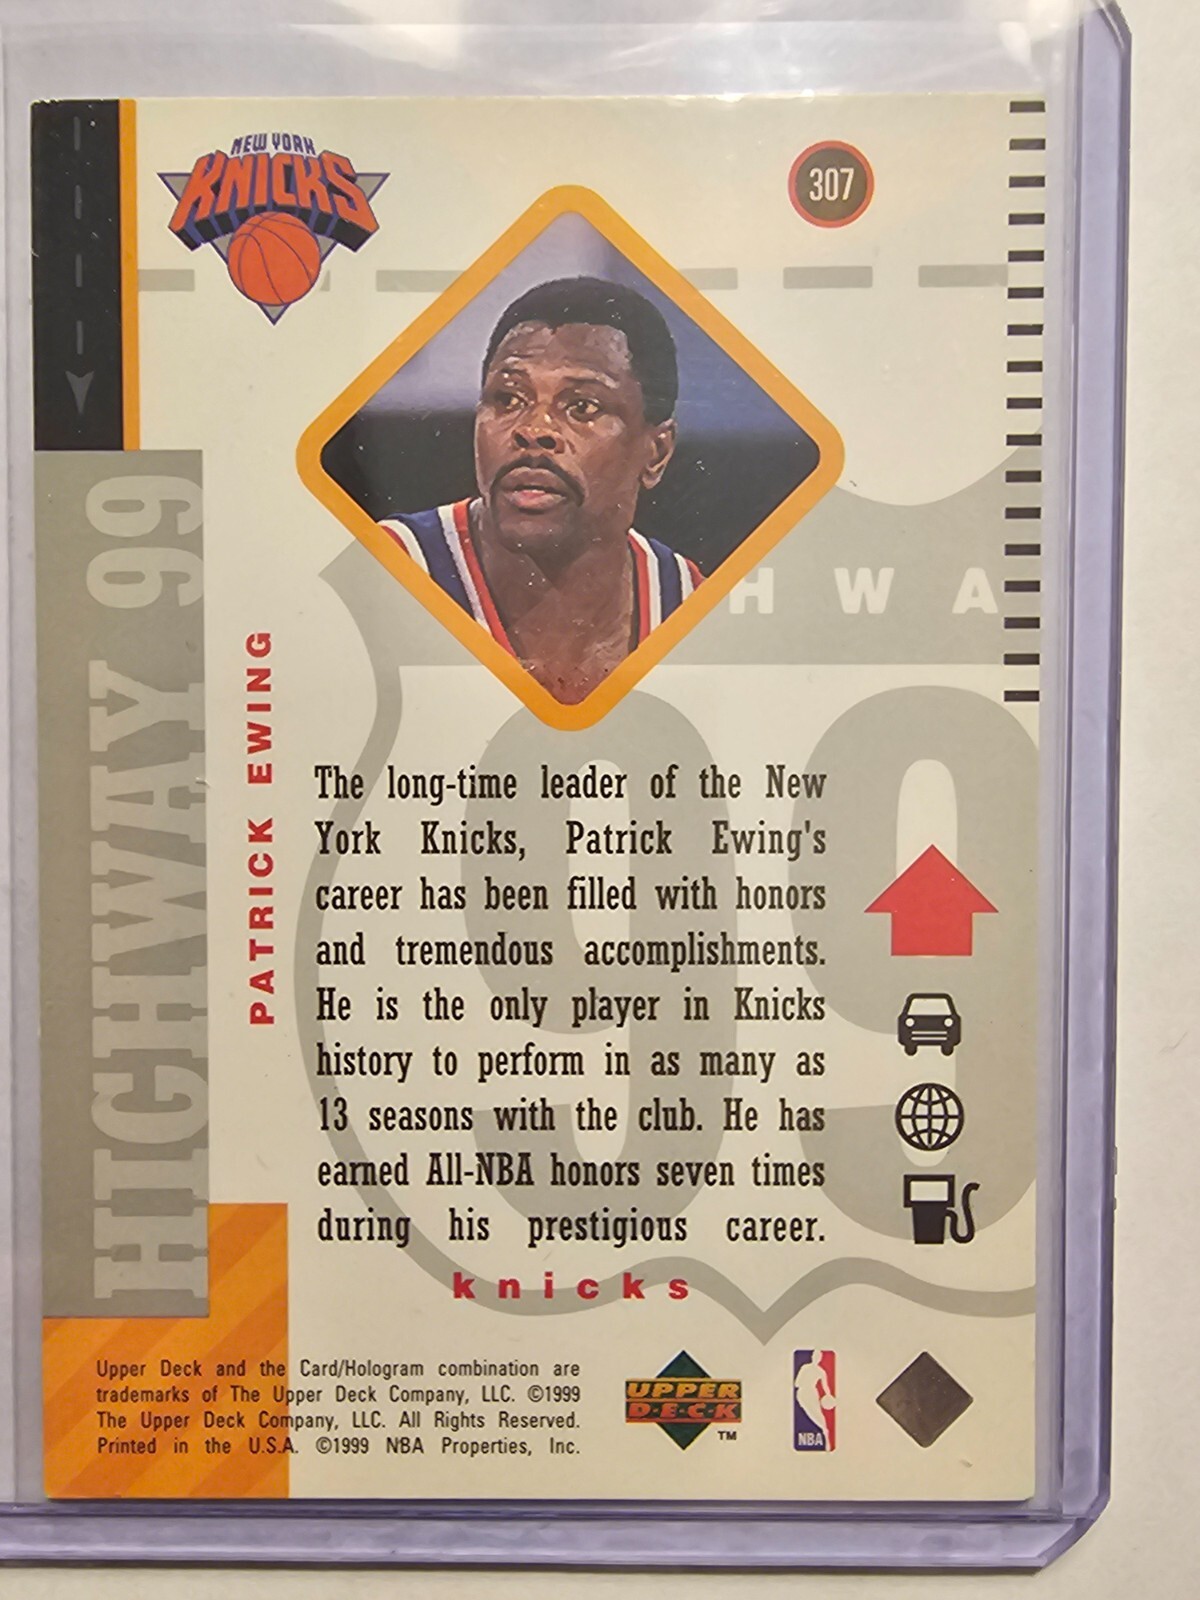 NEW YORK
KNICKS
307
HIGHWAY 99
PATRICK EWING
HWA
99
The long-time leader of the New
York Knicks, Patrick Ewing's
career has been filled with honors
and tremendous accomplishments.
He is the only player in Knicks
history to perform in as many as
13 seasons with the club. He has
earned All-NBA honors seven times
during his prestigious career.
knicks
Upper Deck and the Card/Hologram combination are
trademarks of The Upper Deck Company, LLC. ©1999
The Upper Deck Company, LLC. All Rights Reserved.
Printed in the U.S.A. ©1999 NBA Properties, Inc.
UPPER
D·E·C·K
TM
NBA